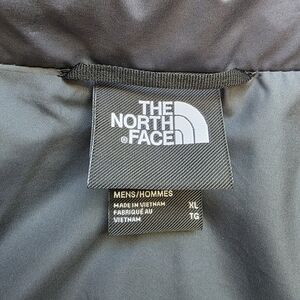 THE
NORTH
®FACE
MENS/HOMMES
MADE IN VIETNAM XL
FABRIQUÉ AU TG
VIETNAM